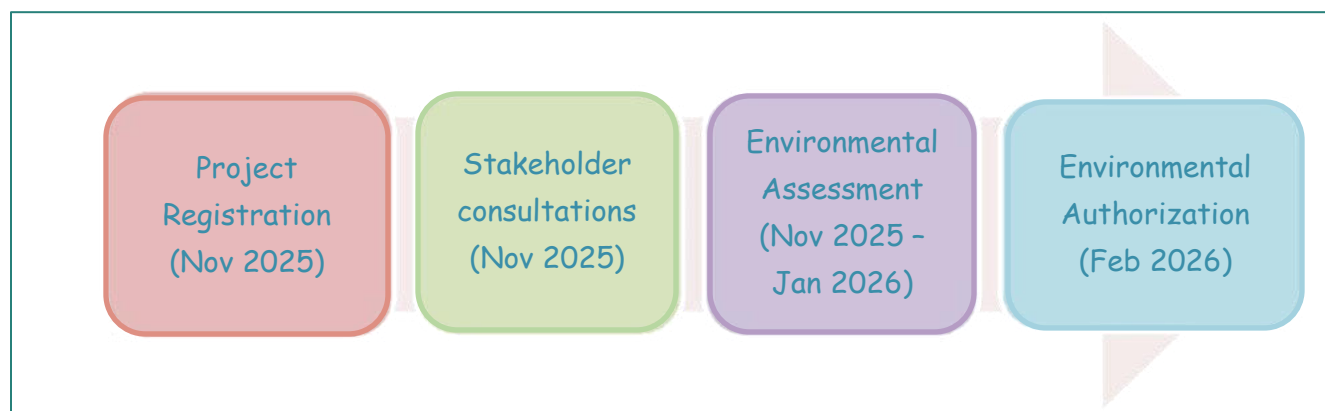 Project
Registration
(Nov 2025)
Stakeholder
consultations
(Nov 2025)
Environmental
Assessment
(Nov 2025 –
Jan 2026)
Environmental
Authorization
(Feb 2026)